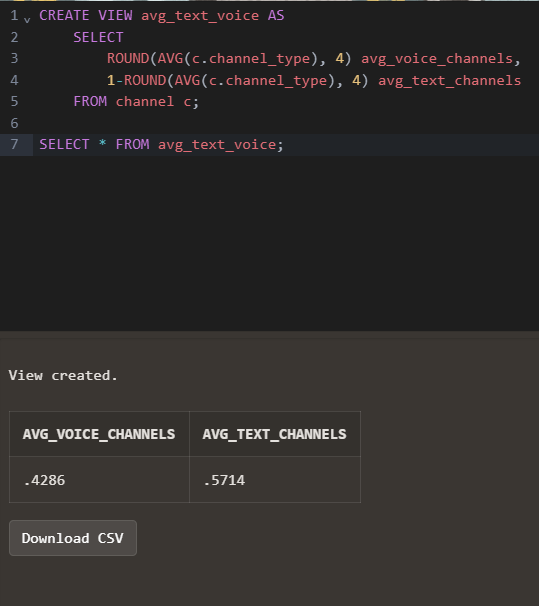 1 CREATE VIEW avg_text_voice AS
2 SELECT
3 ROUND(AVG(c.channel_type), 4) avg_voice_channels,
4 1-ROUND(AVG(c.channel_type), 4) avg_text_channels
5 FROM channel c;
6
7 SELECT * FROM avg_text_voice;
View created.
AVG_VOICE_CHANNELS AVG_TEXT_CHANNELS
.4286 .5714
Download CSV